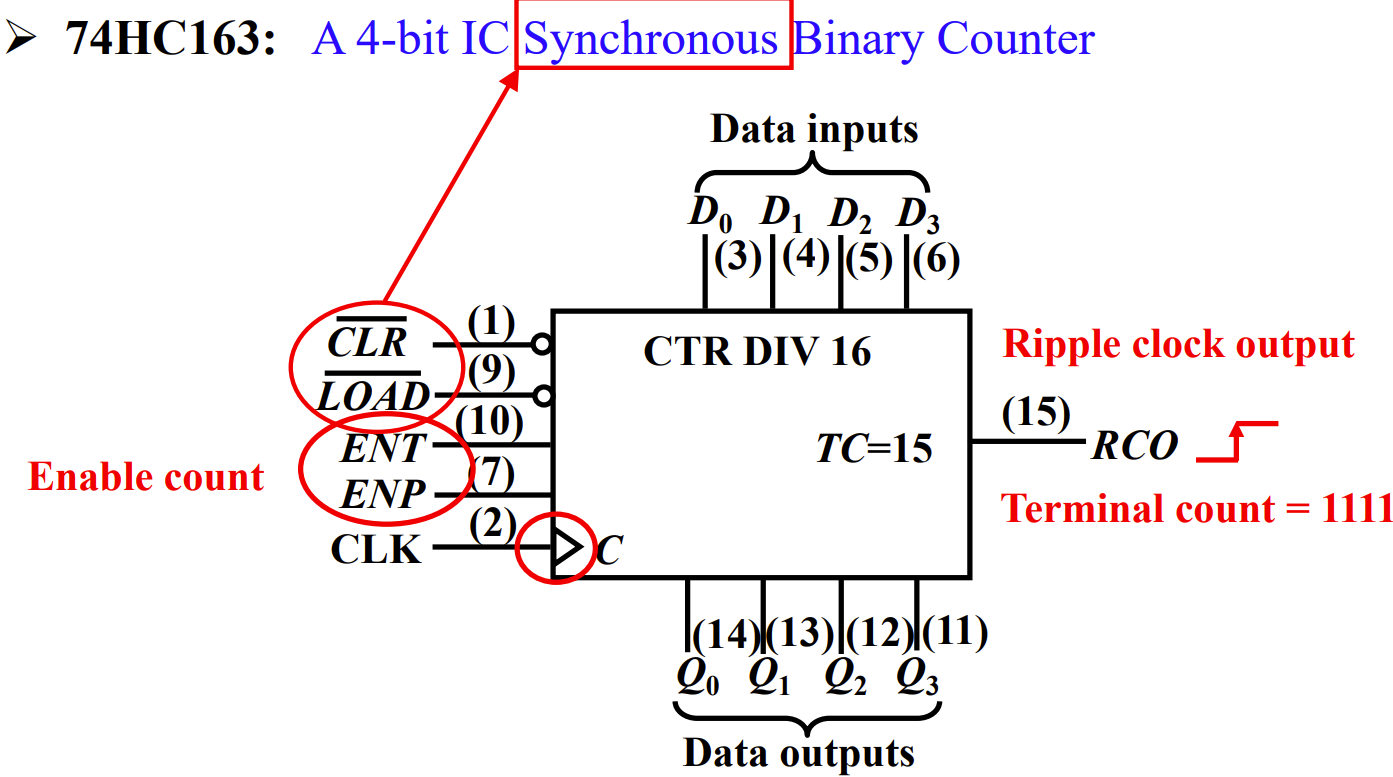 ➢ 74HC163: A 4-bit IC Synchronous Binary Counter
Data inputs
D₀ D₁ D₂ D₃
(3) (4) (5) (6)
C̅L̅R̅ (1)
L̅O̅A̅D̅ (9)
ENT (10)
ENP (7)
CLK (2)
C
Enable count
CTR DIV 16
TC=15
Ripple clock output
(15)
RCO
Terminal count = 1111
(14) (13) (12) (11)
Q₀ Q₁ Q₂ Q₃
Data outputs